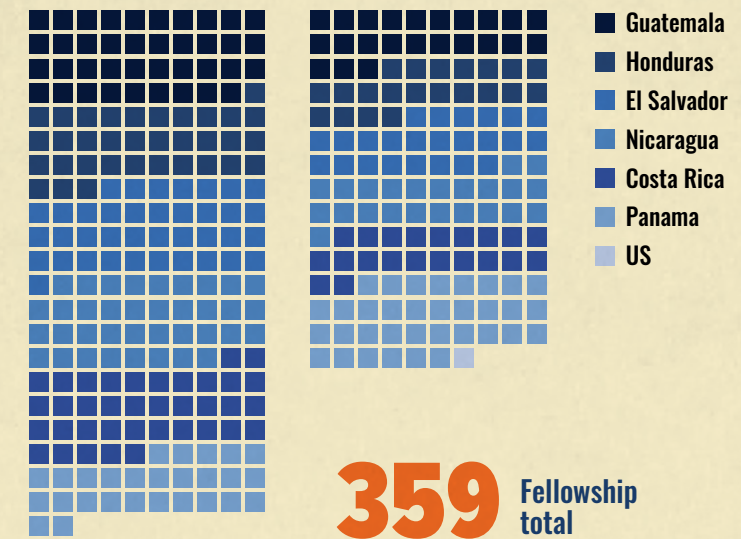 Guatemala
Honduras
El Salvador
Nicaragua
Costa Rica
Panama
US
359
Fellowship
total